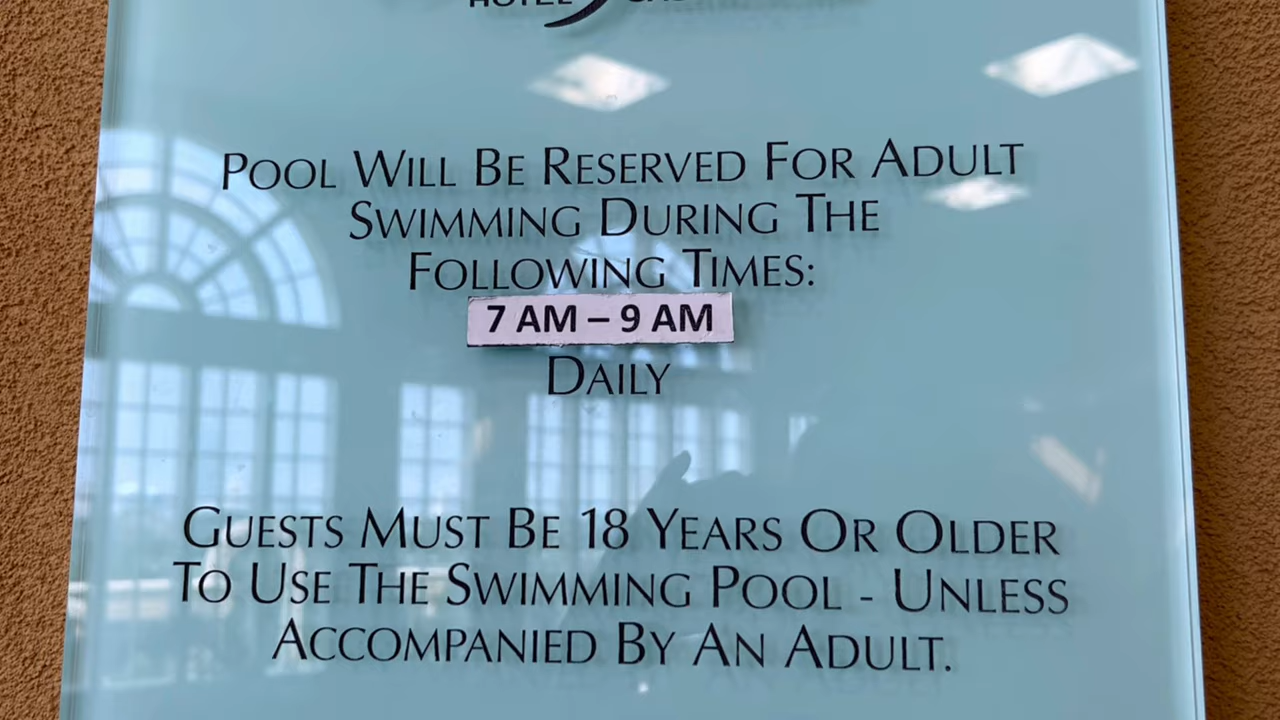 HOTEL
POOL WILL BE RESERVED FOR ADULT
SWIMMING DURING THE
FOLLOWING TIMES:
7 AM – 9 AM
DAILY
GUESTS MUST BE 18 YEARS OR OLDER
TO USE THE SWIMMING POOL - UNLESS
ACCOMPANIED BY AN ADULT.